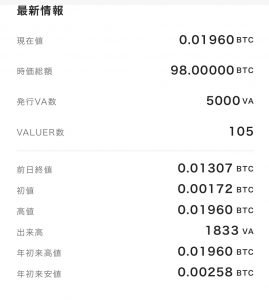 最新情報
現在値 0.01960 BTC
時価総額 98.00000 BTC
発行VA数 5000 VA
VALUER数 105
前日終値 0.01307 BTC
初値 0.00172 BTC
高値 0.01960 BTC
出来高 1833 VA
年初来高値 0.01960 BTC
年初来安値 0.00258 BTC